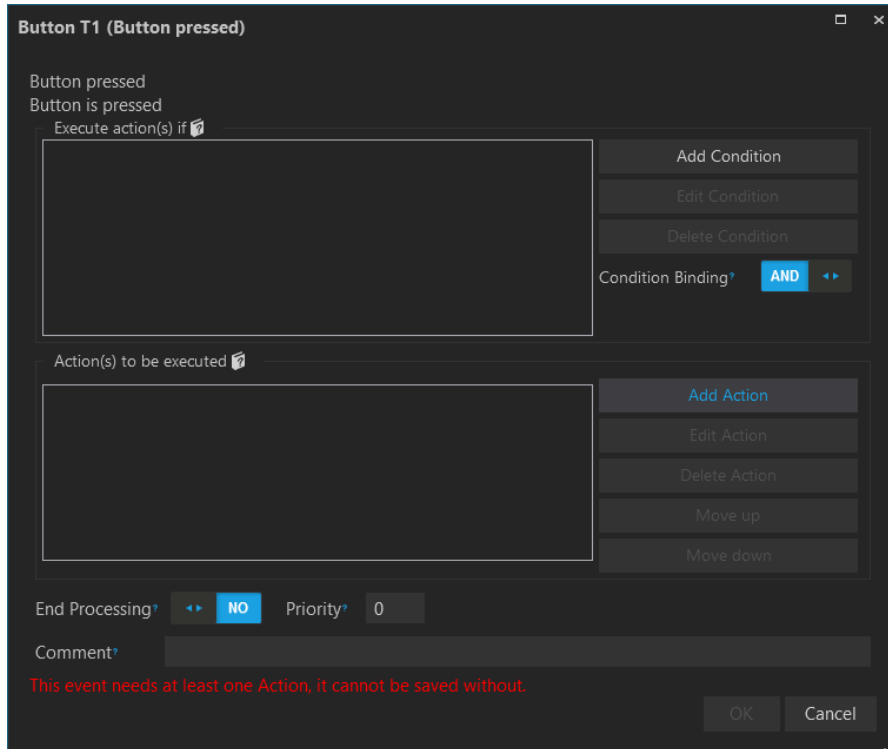 Button T1 (Button pressed)
Button pressed
Button is pressed
Execute action(s) if ?
Add Condition
Edit Condition
Delete Condition
Condition Binding? AND
Action(s) to be executed ?
Add Action
Edit Action
Delete Action
Move up
Move down
End Processing? NO Priority? 0
Comment?
This event needs at least one Action, it cannot be saved without.
OK Cancel